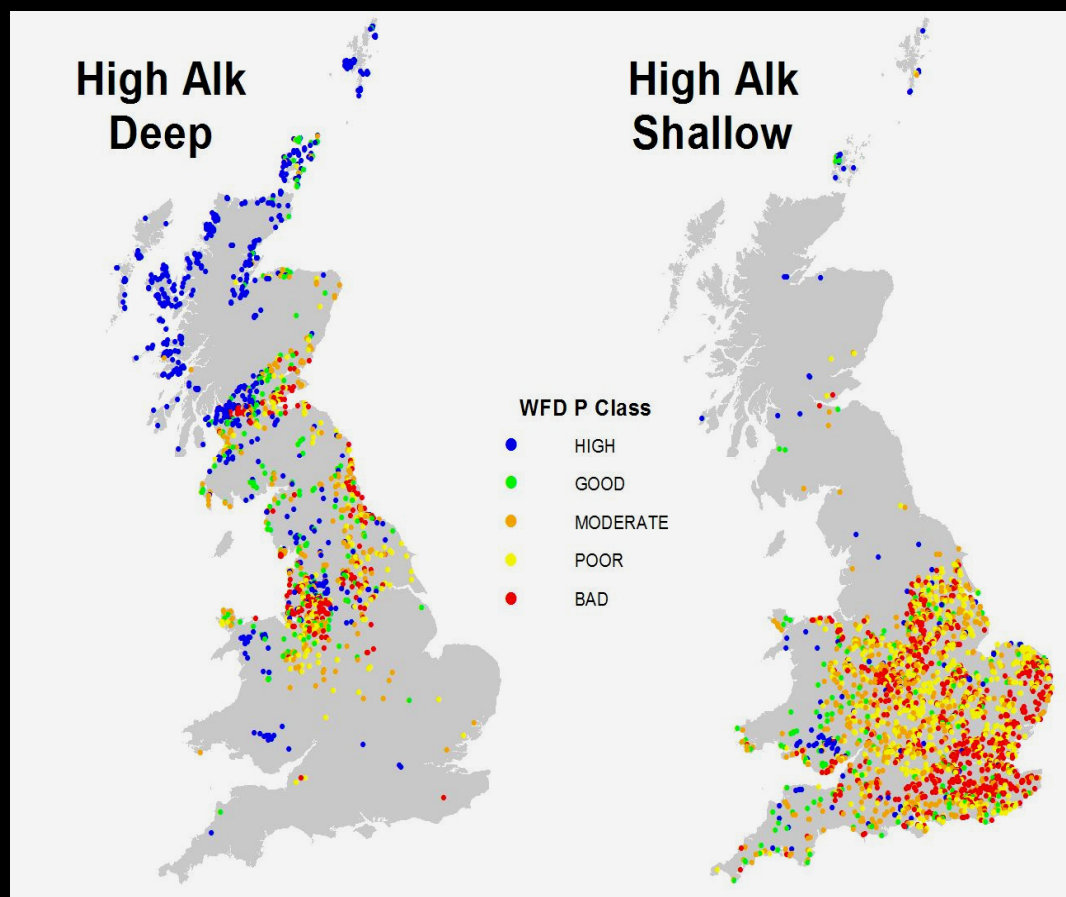 High Alk
Deep
High Alk
Shallow
WFD P Class
HIGH
GOOD
MODERATE
POOR
BAD